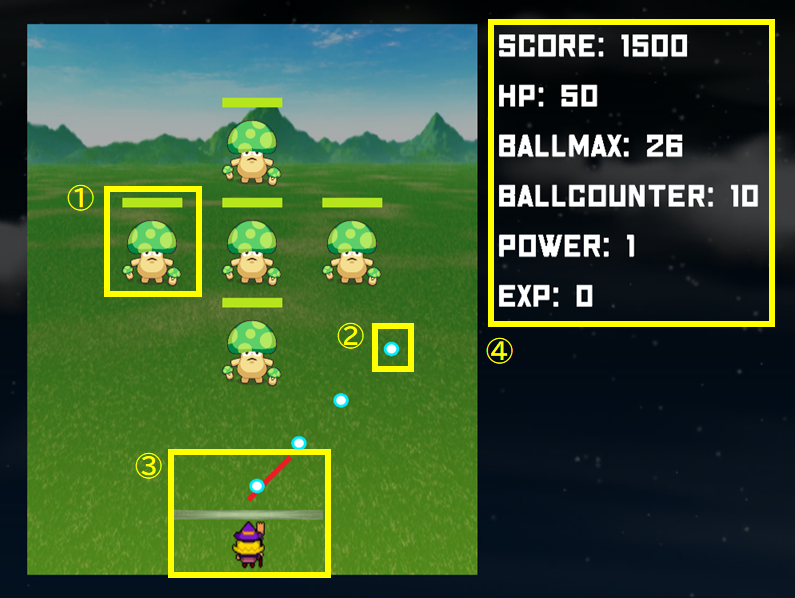 SCORE: 1500
HP: 50
BALLMAX: 26
① BALLCOUNTER: 10
POWER: 1
EXP: 0
②
④
③